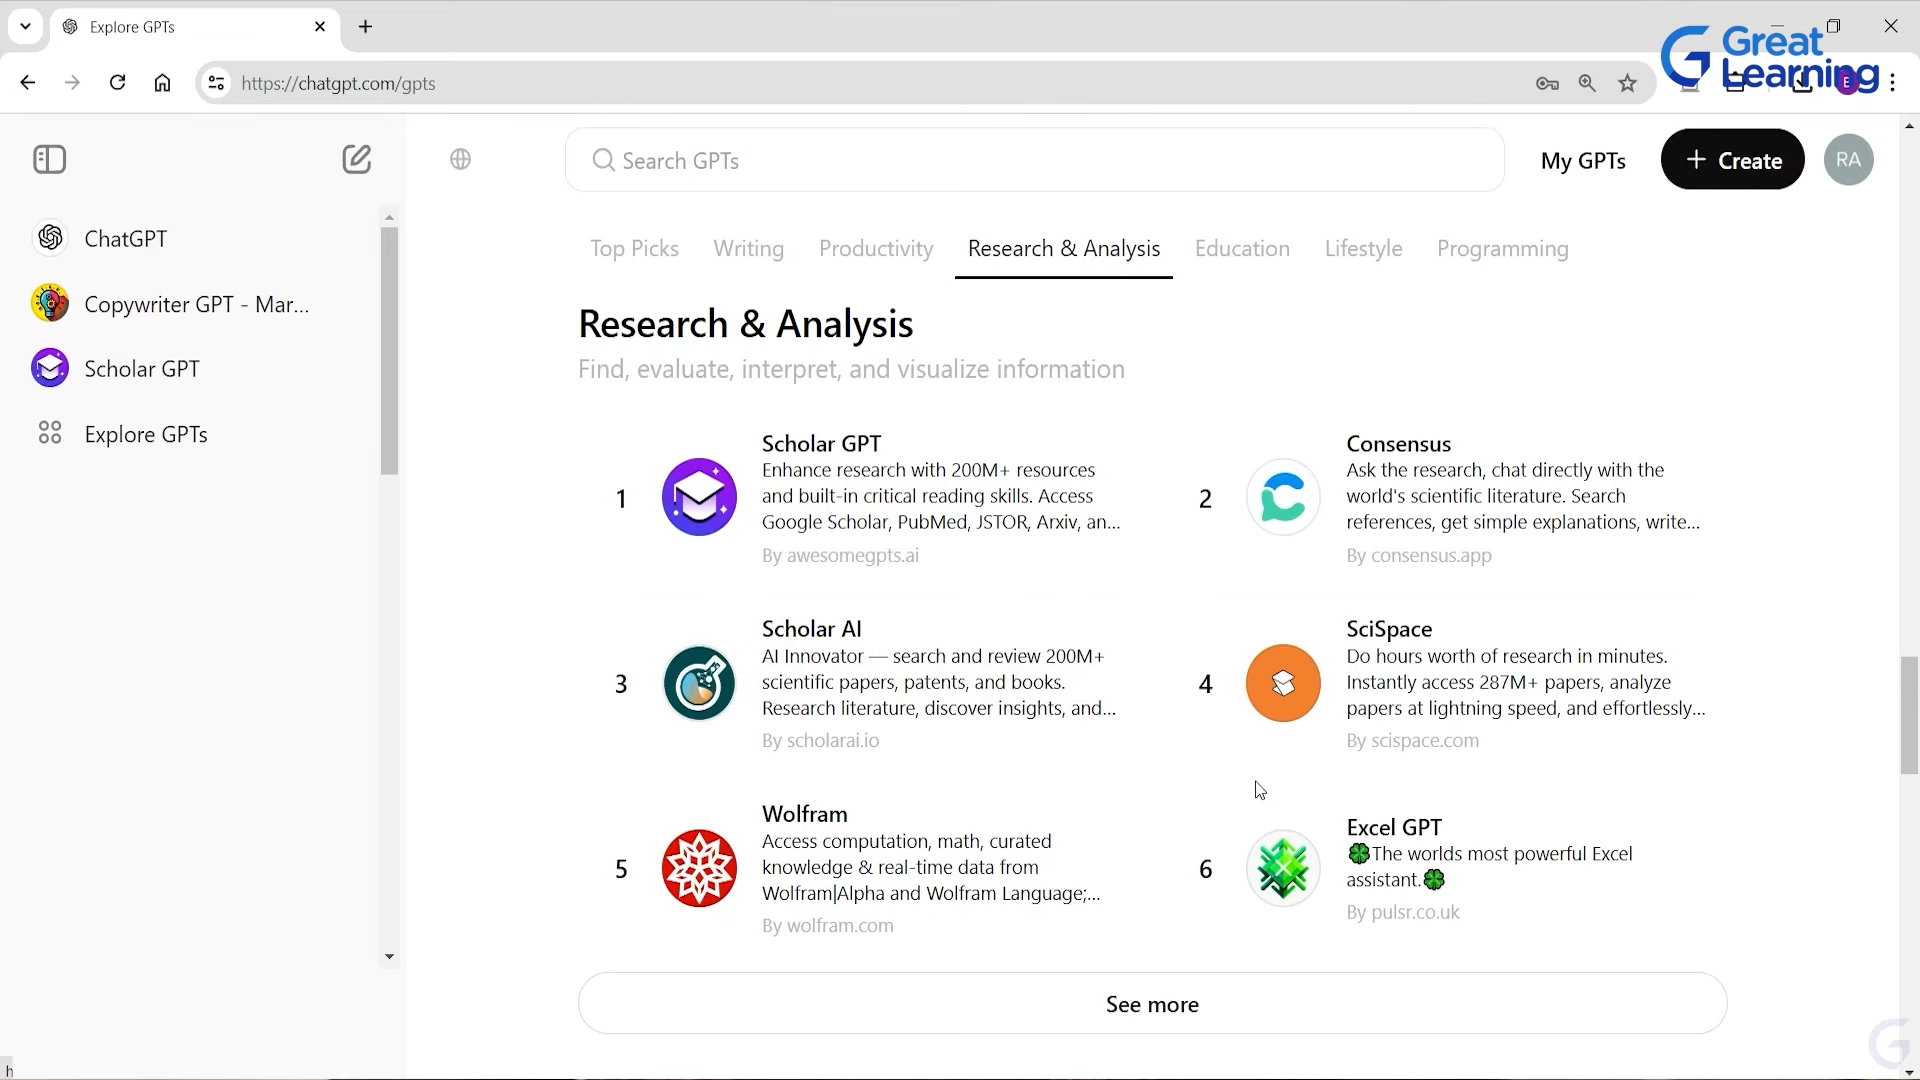 Explore GPTs
Great
Learning
https://chatgpt.com/gpts
E
Search GPTs
My GPTs
+ Create
RA
ChatGPT
Copywriter GPT - Mar...
Scholar GPT
Explore GPTs
Top Picks Writing Productivity Research & Analysis Education Lifestyle Programming
Research & Analysis
Find, evaluate, interpret, and visualize information
1
Scholar GPT
Enhance research with 200M+ resources
and built-in critical reading skills. Access
Google Scholar, PubMed, JSTOR, Arxiv, an...
By awesomegpts.ai
2
Consensus
Ask the research, chat directly with the
world's scientific literature. Search
references, get simple explanations, write...
By consensus.app
3
Scholar AI
AI Innovator — search and review 200M+
scientific papers, patents, and books.
Research literature, discover insights, and...
By scholarai.io
4
SciSpace
Do hours worth of research in minutes.
Instantly access 287M+ papers, analyze
papers at lightning speed, and effortlessly...
By scispace.com
5
Wolfram
Access computation, math, curated
knowledge & real-time data from
Wolfram|Alpha and Wolfram Language;...
By wolfram.com
6
Excel GPT
🍀The worlds most powerful Excel
assistant.🍀
By pulsr.co.uk
See more
h